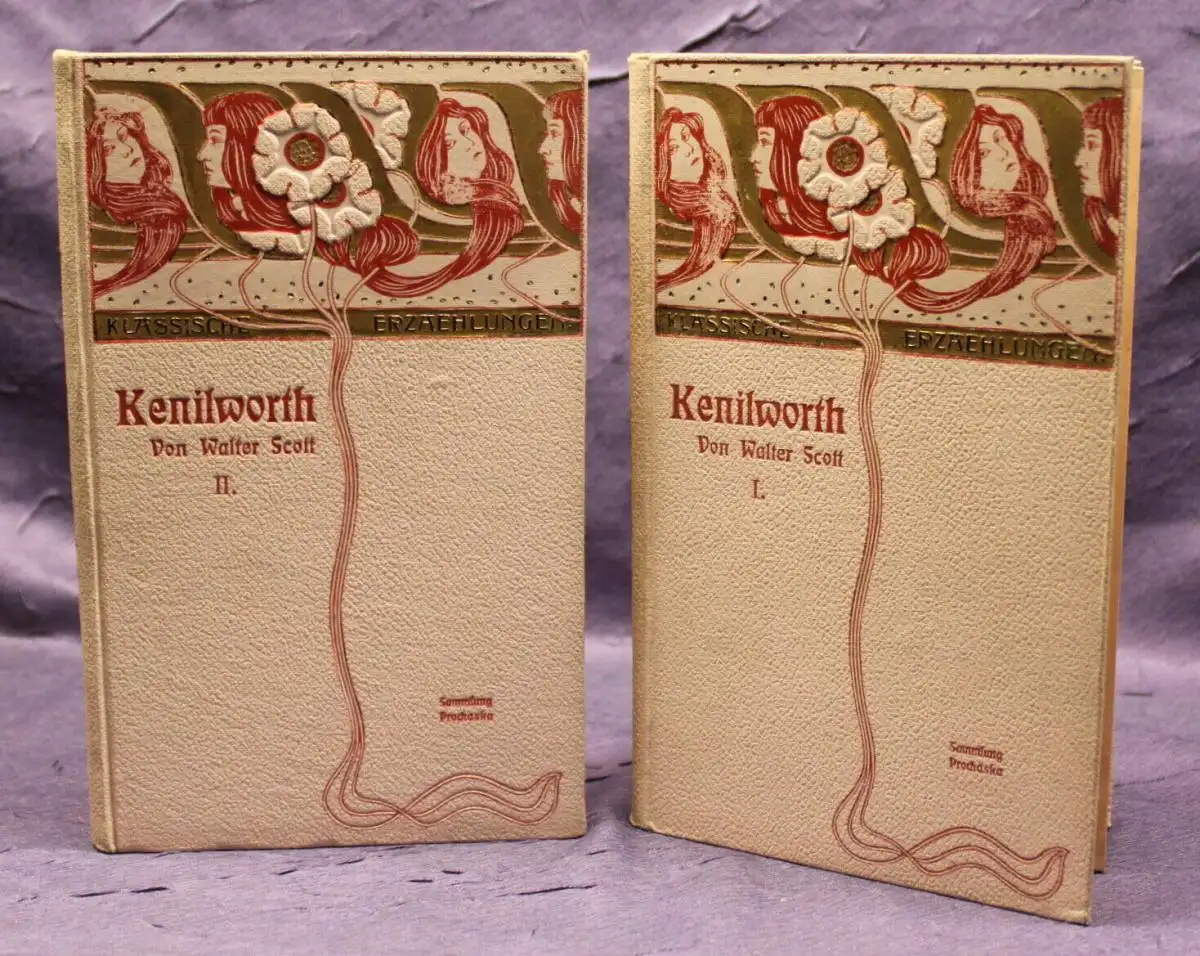 KLASSISCHE ERZAEHLUNGEN.
Kenilworth
Von Walter Scott
II.
Sammlung
Prochaska
KLASSISCHE ERZAEHLUNGEN.
Kenilworth
Von Walter Scott
I.
Sammlung
Prochaska